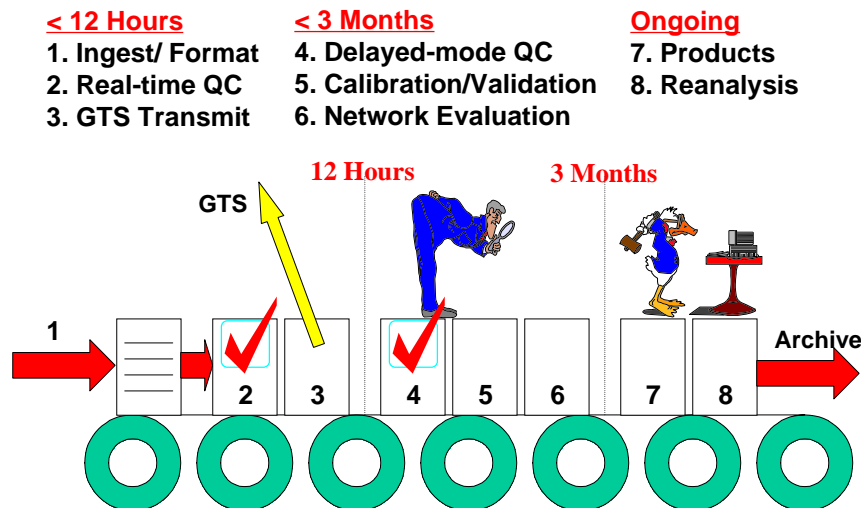 < 12 Hours
1. Ingest/ Format
2. Real-time QC
3. GTS Transmit
< 3 Months
4. Delayed-mode QC
5. Calibration/Validation
6. Network Evaluation
Ongoing
7. Products
8. Reanalysis
12 Hours
3 Months
GTS
1
Archive
2
3
4
5
6
7
8